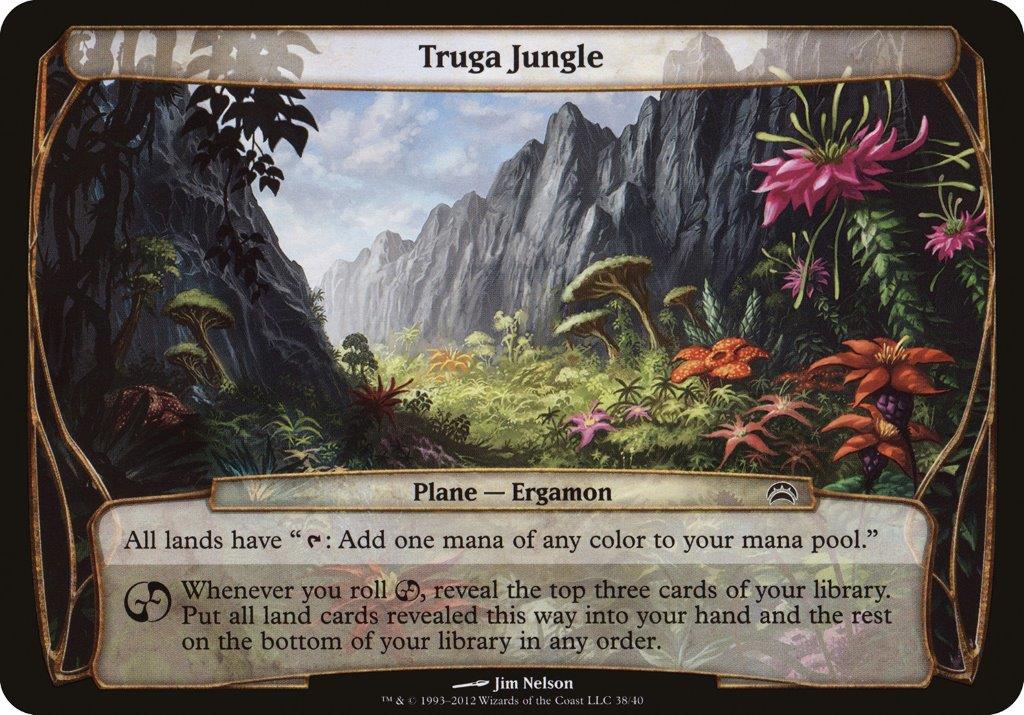 Truga Jungle
Plane — Ergamon
All lands have “: Add one mana of any color to your mana pool.”
Whenever you roll , reveal the top three cards of your library.
Put all land cards revealed this way into your hand and the rest
on the bottom of your library in any order.
Jim Nelson
™ & © 1993–2012 Wizards of the Coast LLC 38/40